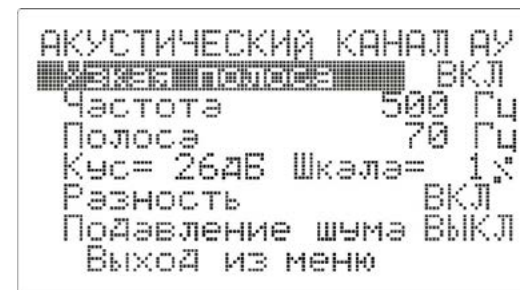 АКУСТИЧЕСКИЙ КАНАЛ АУ
Узкая полоса ВКЛ
Частота 500 Гц
Полоса 70 Гц
Кус= 26дБ Шкала= 1%
Разность ВКЛ
Подавление шума ВЫКЛ
Выход из меню